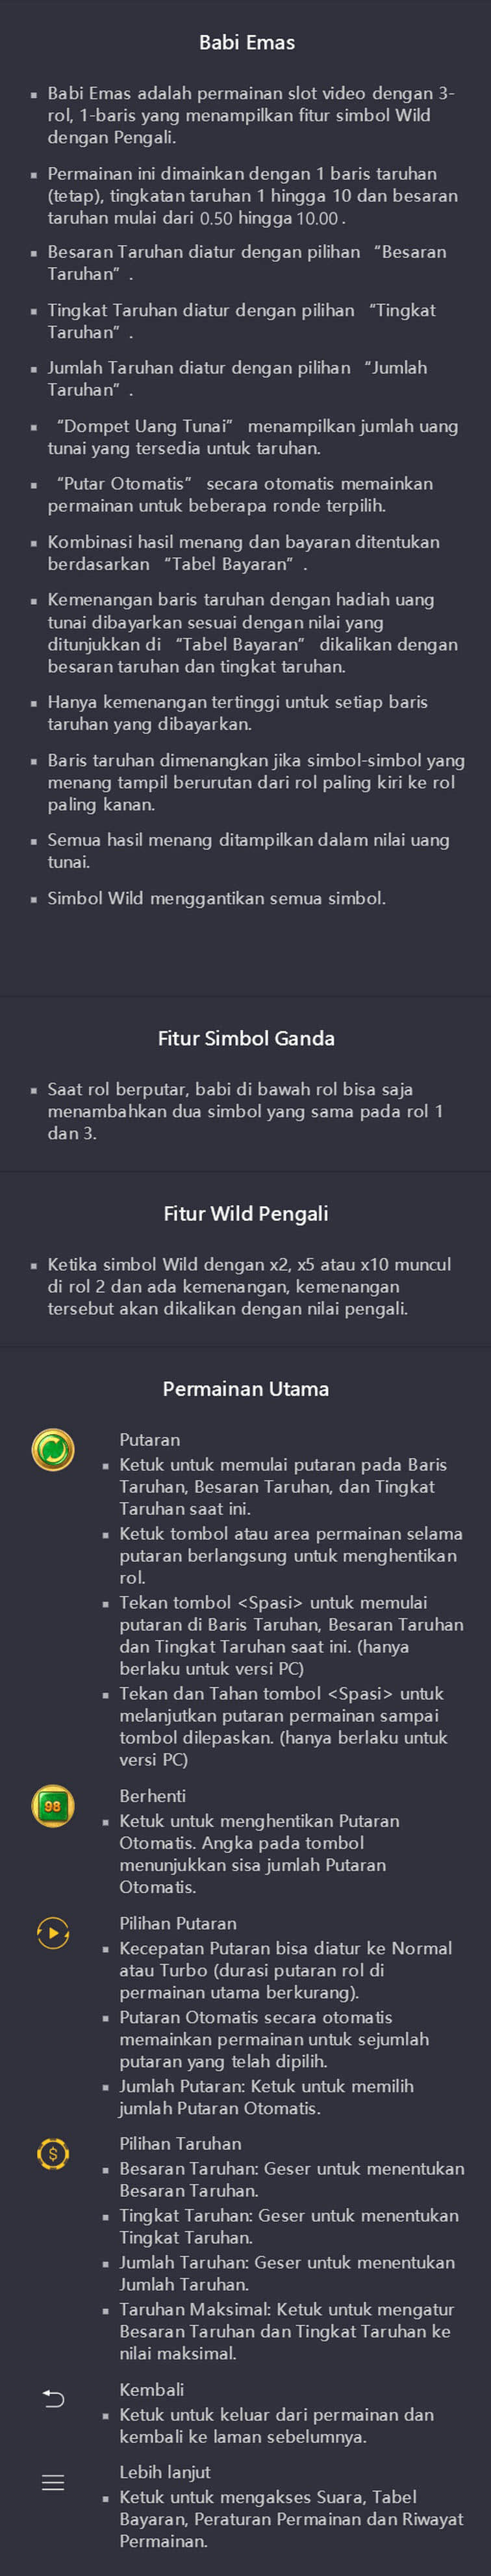 Babi Emas
Babi Emas adalah permainan slot video dengan 3-
rol, 1-baris yang menampilkan fitur simbol Wild
dengan Pengali.
Permainan ini dimainkan dengan 1 baris taruhan
(tetap), tingkatan taruhan 1 hingga 10 dan besaran
taruhan mulai dari 0.50 hingga 10.00 .
Besaran Taruhan diatur dengan pilihan “Besaran
Taruhan” .
Tingkat Taruhan diatur dengan pilihan “Tingkat
Taruhan” .
Jumlah Taruhan diatur dengan pilihan “Jumlah
Taruhan” .
“Dompet Uang Tunai” menampilkan jumlah uang
tunai yang tersedia untuk taruhan.
“Putar Otomatis” secara otomatis memainkan
permainan untuk beberapa ronde terpilih.
Kombinasi hasil menang dan bayaran ditentukan
berdasarkan “Tabel Bayaran” .
Kemenangan baris taruhan dengan hadiah uang
tunai dibayarkan sesuai dengan nilai yang
ditunjukkan di “Tabel Bayaran” dikalikan dengan
besaran taruhan dan tingkat taruhan.
Hanya kemenangan tertinggi untuk setiap baris
taruhan yang dibayarkan.
Baris taruhan dimenangkan jika simbol-simbol yang
menang tampil berurutan dari rol paling kiri ke rol
paling kanan.
Semua hasil menang ditampilkan dalam nilai uang
tunai.
Simbol Wild menggantikan semua simbol.
Fitur Simbol Ganda
Saat rol berputar, babi di bawah rol bisa saja
menambahkan dua simbol yang sama pada rol 1
dan 3.
Fitur Wild Pengali
Ketika simbol Wild dengan x2, x5 atau x10 muncul
di rol 2 dan ada kemenangan, kemenangan
tersebut akan dikalikan dengan nilai pengali.
Permainan Utama
Putaran
Ketuk untuk memulai putaran pada Baris
Taruhan, Besaran Taruhan, dan Tingkat
Taruhan saat ini.
Ketuk tombol atau area permainan selama
putaran berlangsung untuk menghentikan
rol.
Tekan tombol <Spasi> untuk memulai
putaran di Baris Taruhan, Besaran Taruhan
dan Tingkat Taruhan saat ini. (hanya
berlaku untuk versi PC)
Tekan dan Tahan tombol <Spasi> untuk
melanjutkan putaran permainan sampai
tombol dilepaskan. (hanya berlaku untuk
versi PC)
98
Berhenti
Ketuk untuk menghentikan Putaran
Otomatis. Angka pada tombol
menunjukkan sisa jumlah Putaran
Otomatis.
Pilihan Putaran
Kecepatan Putaran bisa diatur ke Normal
atau Turbo (durasi putaran rol di
permainan utama berkurang).
Putaran Otomatis secara otomatis
memainkan permainan untuk sejumlah
putaran yang telah dipilih.
Jumlah Putaran: Ketuk untuk memilih
jumlah Putaran Otomatis.
$
Pilihan Taruhan
Besaran Taruhan: Geser untuk menentukan
Besaran Taruhan.
Tingkat Taruhan: Geser untuk menentukan
Tingkat Taruhan.
Jumlah Taruhan: Geser untuk menentukan
Jumlah Taruhan.
Taruhan Maksimal: Ketuk untuk mengatur
Besaran Taruhan dan Tingkat Taruhan ke
nilai maksimal.
Kembali
Ketuk untuk keluar dari permainan dan
kembali ke laman sebelumnya.
Lebih lanjut
Ketuk untuk mengakses Suara, Tabel
Bayaran, Peraturan Permainan dan Riwayat
Permainan.